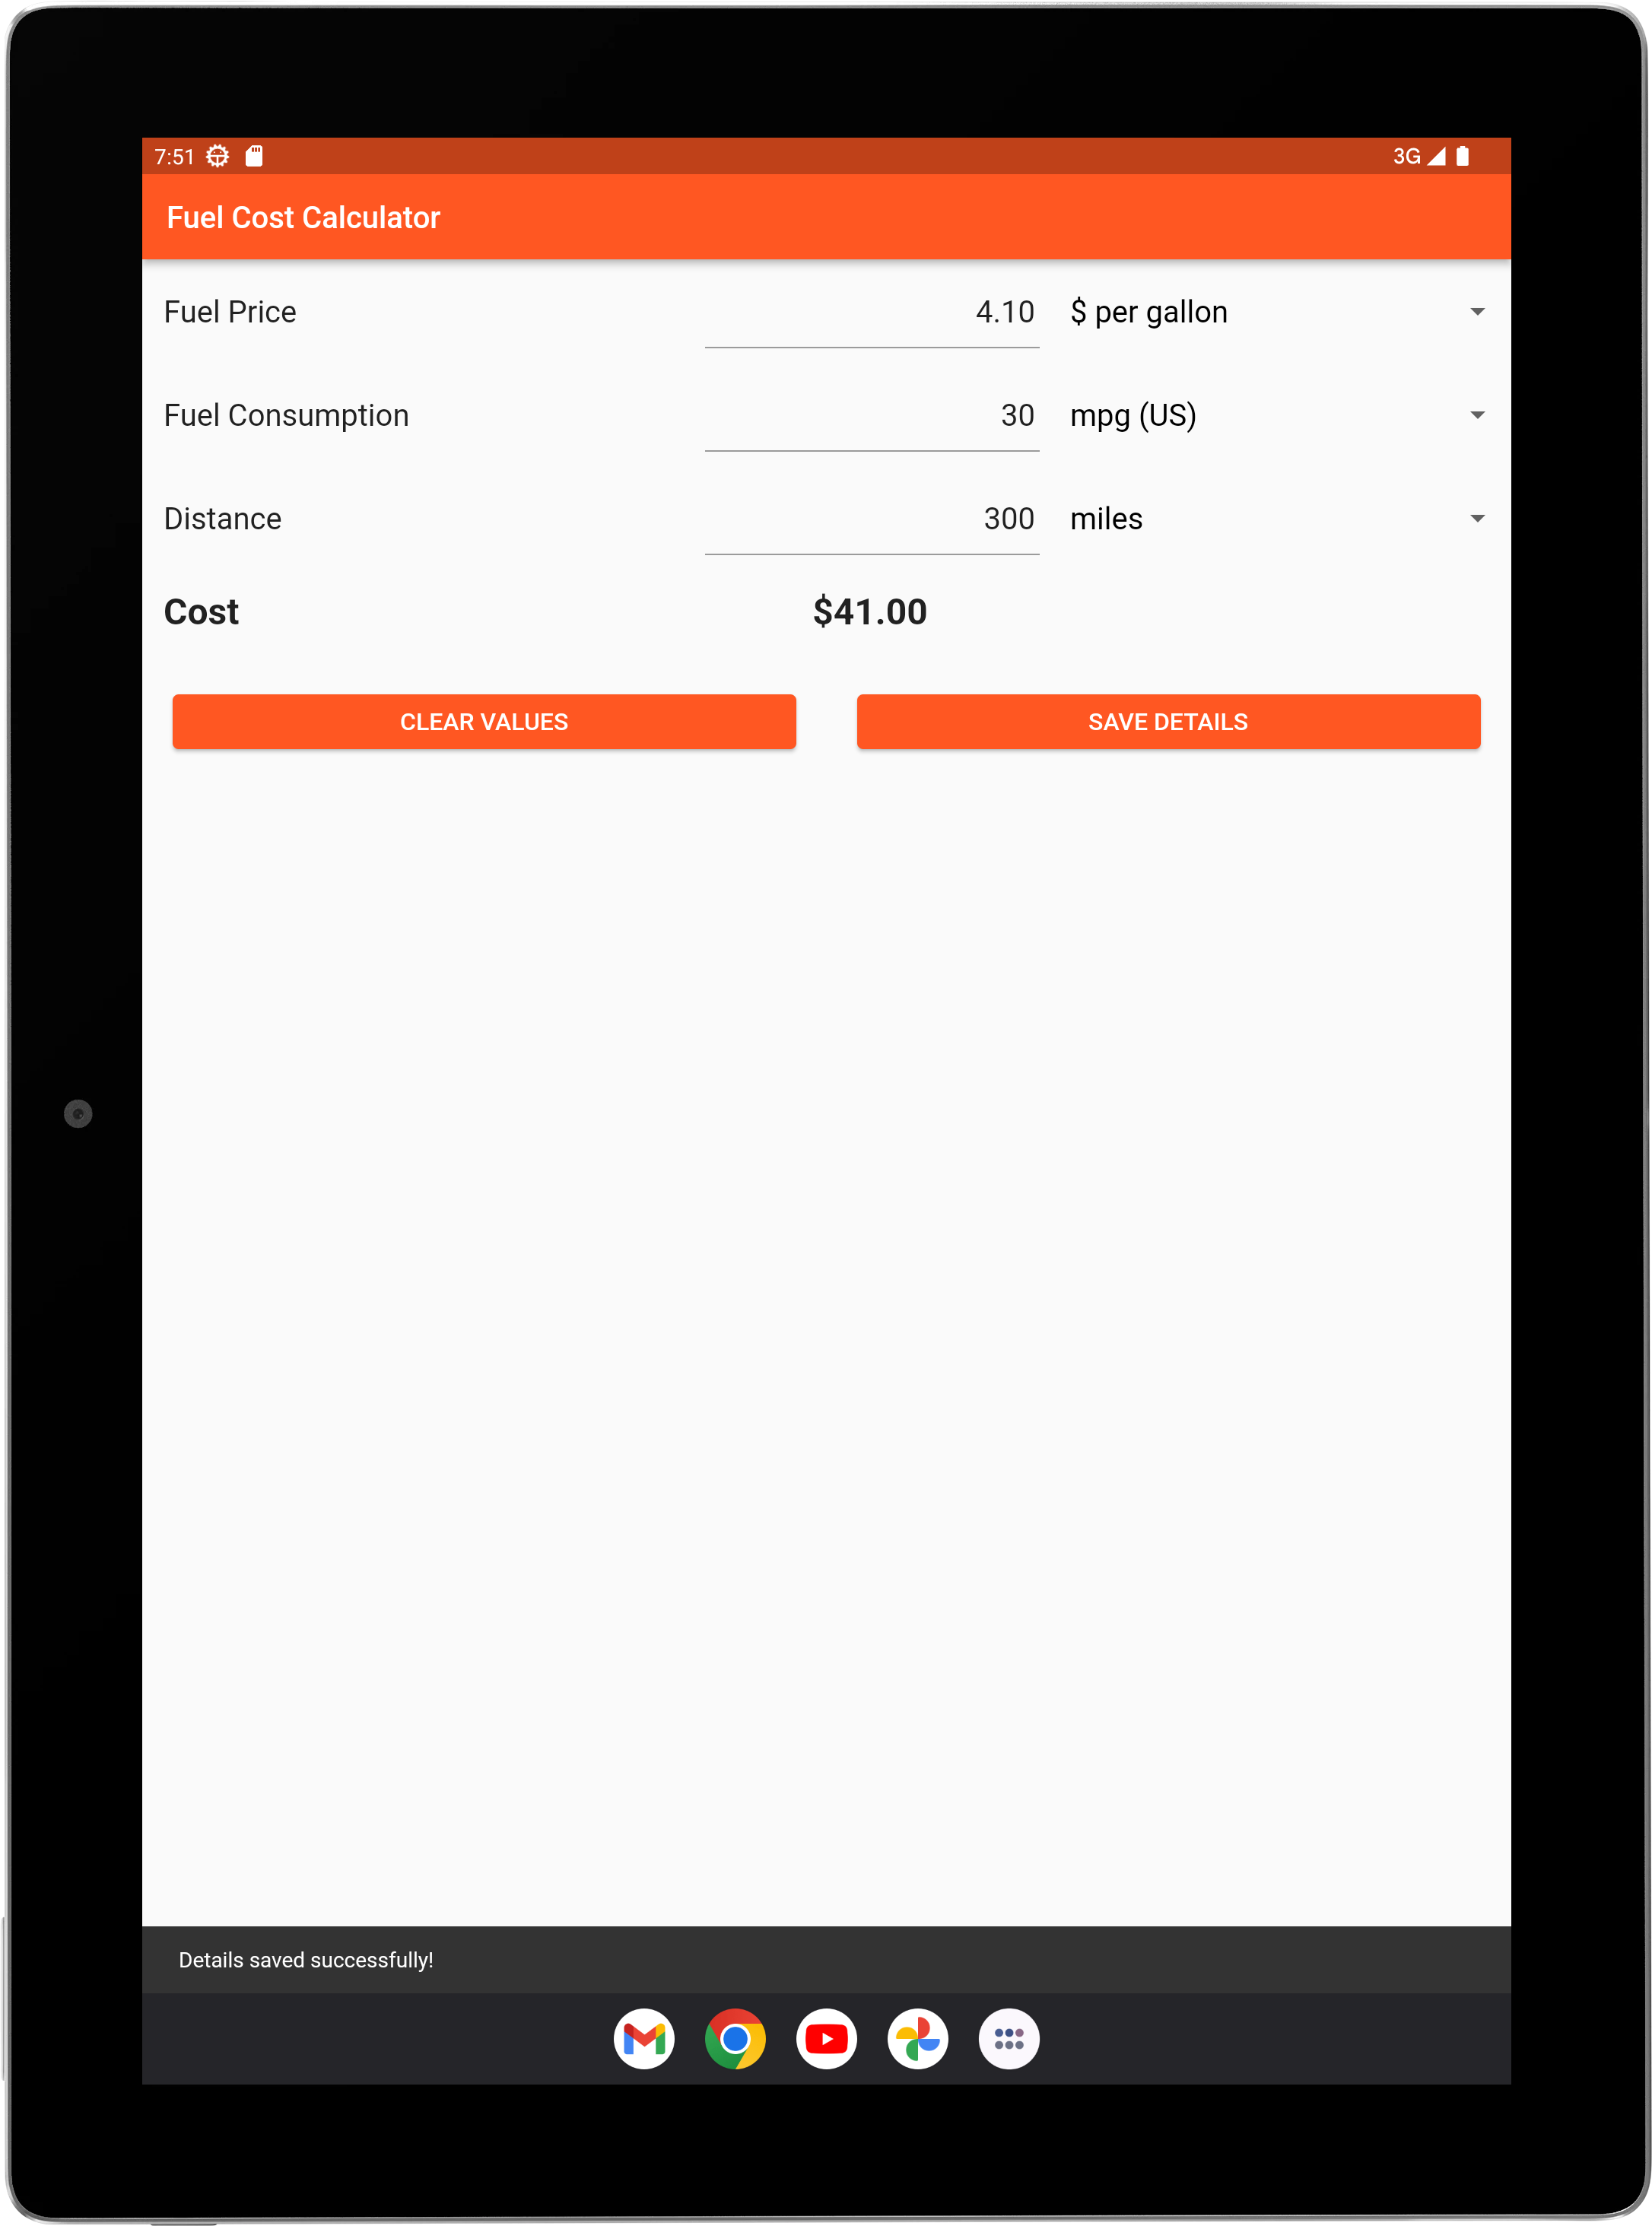 7:51 3G
Fuel Cost Calculator
Fuel Price 4.10 $ per gallon
Fuel Consumption 30 mpg (US)
Distance 300 miles
Cost $41.00
CLEAR VALUES SAVE DETAILS
Details saved successfully!